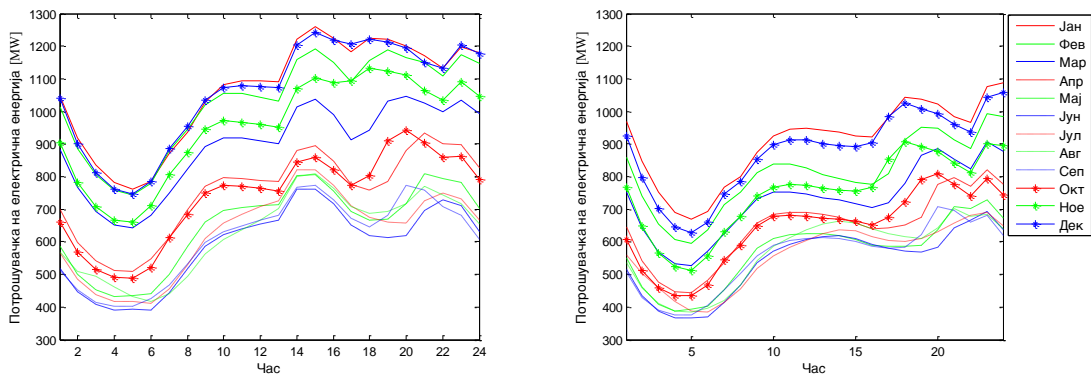 Потрошувачка на електрична енергија [MW]
1300
1200
1100
1000
900
800
700
600
500
400
300
2 4 6 8 10 12 14 16 18 20 22 24
Час
Потрошувачка на електрична енергија [MW]
1300
1200
1100
1000
900
800
700
600
500
400
300
5 10 15 20
Час
Јан
Фев
Мар
Апр
Мај
Јун
Јул
Авг
Сеп
Окт
Ное
Дек